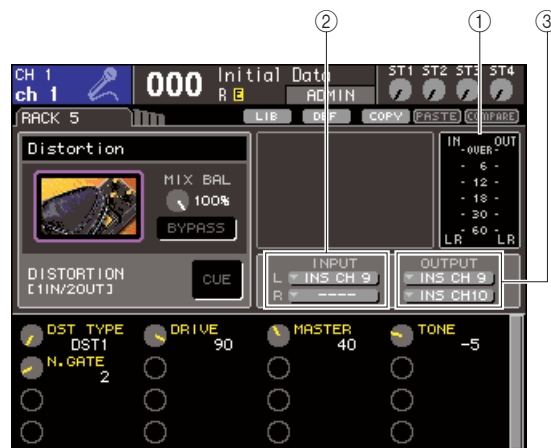 ② ① ③
CH 1
ch 1
000
Initial Data
R E ADMIN
ST1 ST2 ST3 ST4
RACK 5
LIB DEF COPY PASTE COMPARE
Distortion
MIX BAL
100%
BYPASS
DISTORTION
[1IN/2OUT]
CUE
IN OUT
-OVER-
- 6 -
- 12 -
- 18 -
- 30 -
- 60 -
LR LR
INPUT
L INS CH 9
R ----
OUTPUT
INS CH 9
INS CH10
DST TYPE
DST1
DRIVE
90
MASTER
40
TONE
-5
N.GATE
2